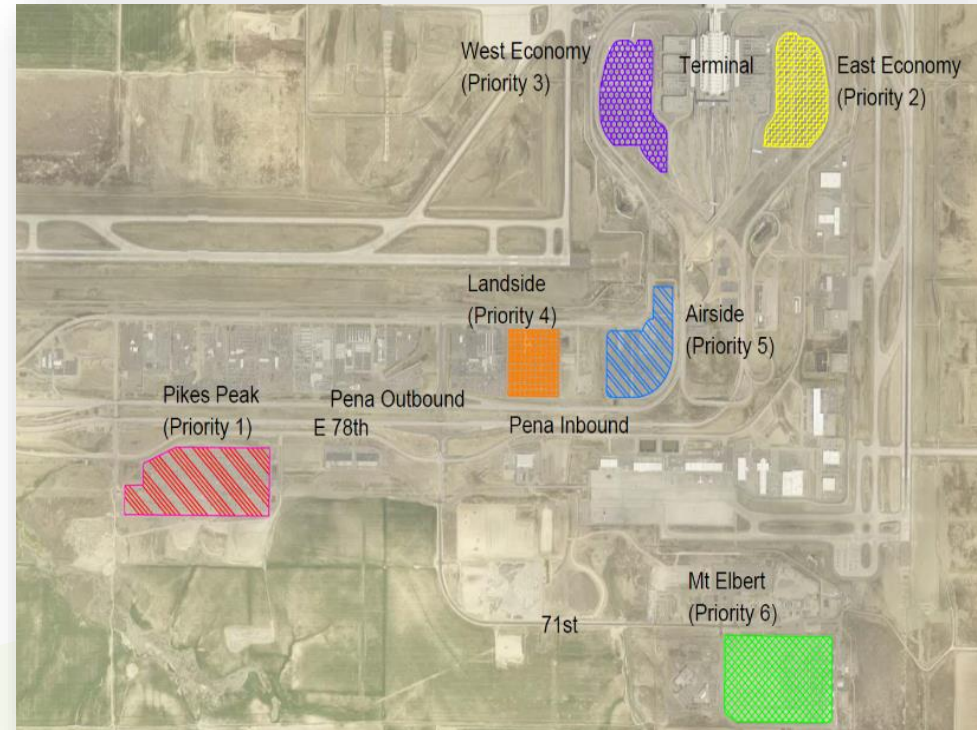 West Economy
(Priority 3)
Terminal
East Economy
(Priority 2)
Landside
(Priority 4)
Airside
(Priority 5)
Pikes Peak
(Priority 1)
Pena Outbound
E 78th
Pena Inbound
Mt Elbert
(Priority 6)
71st